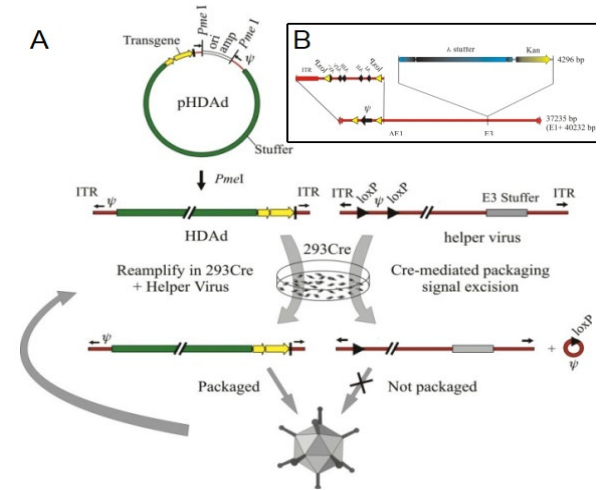 A
Pme I
ori
amp
Pme I
ψ
Transgene
pHDAd
Stuffer
B
λ stuffer
Kan
4296 bp
ITR
ψ
37235 bp
(E1+ 40232 bp)
ΔE1
E3
PmeI
ITR
ψ
ITR
HDAd
ITR
loxP
ψ
loxP
E3 Stuffer
ITR
helper virus
293Cre
Reamplify in 293Cre
+ Helper Virus
Cre-mediated packaging
signal excision
ψ
loxP
+
ψ
Packaged
Not packaged